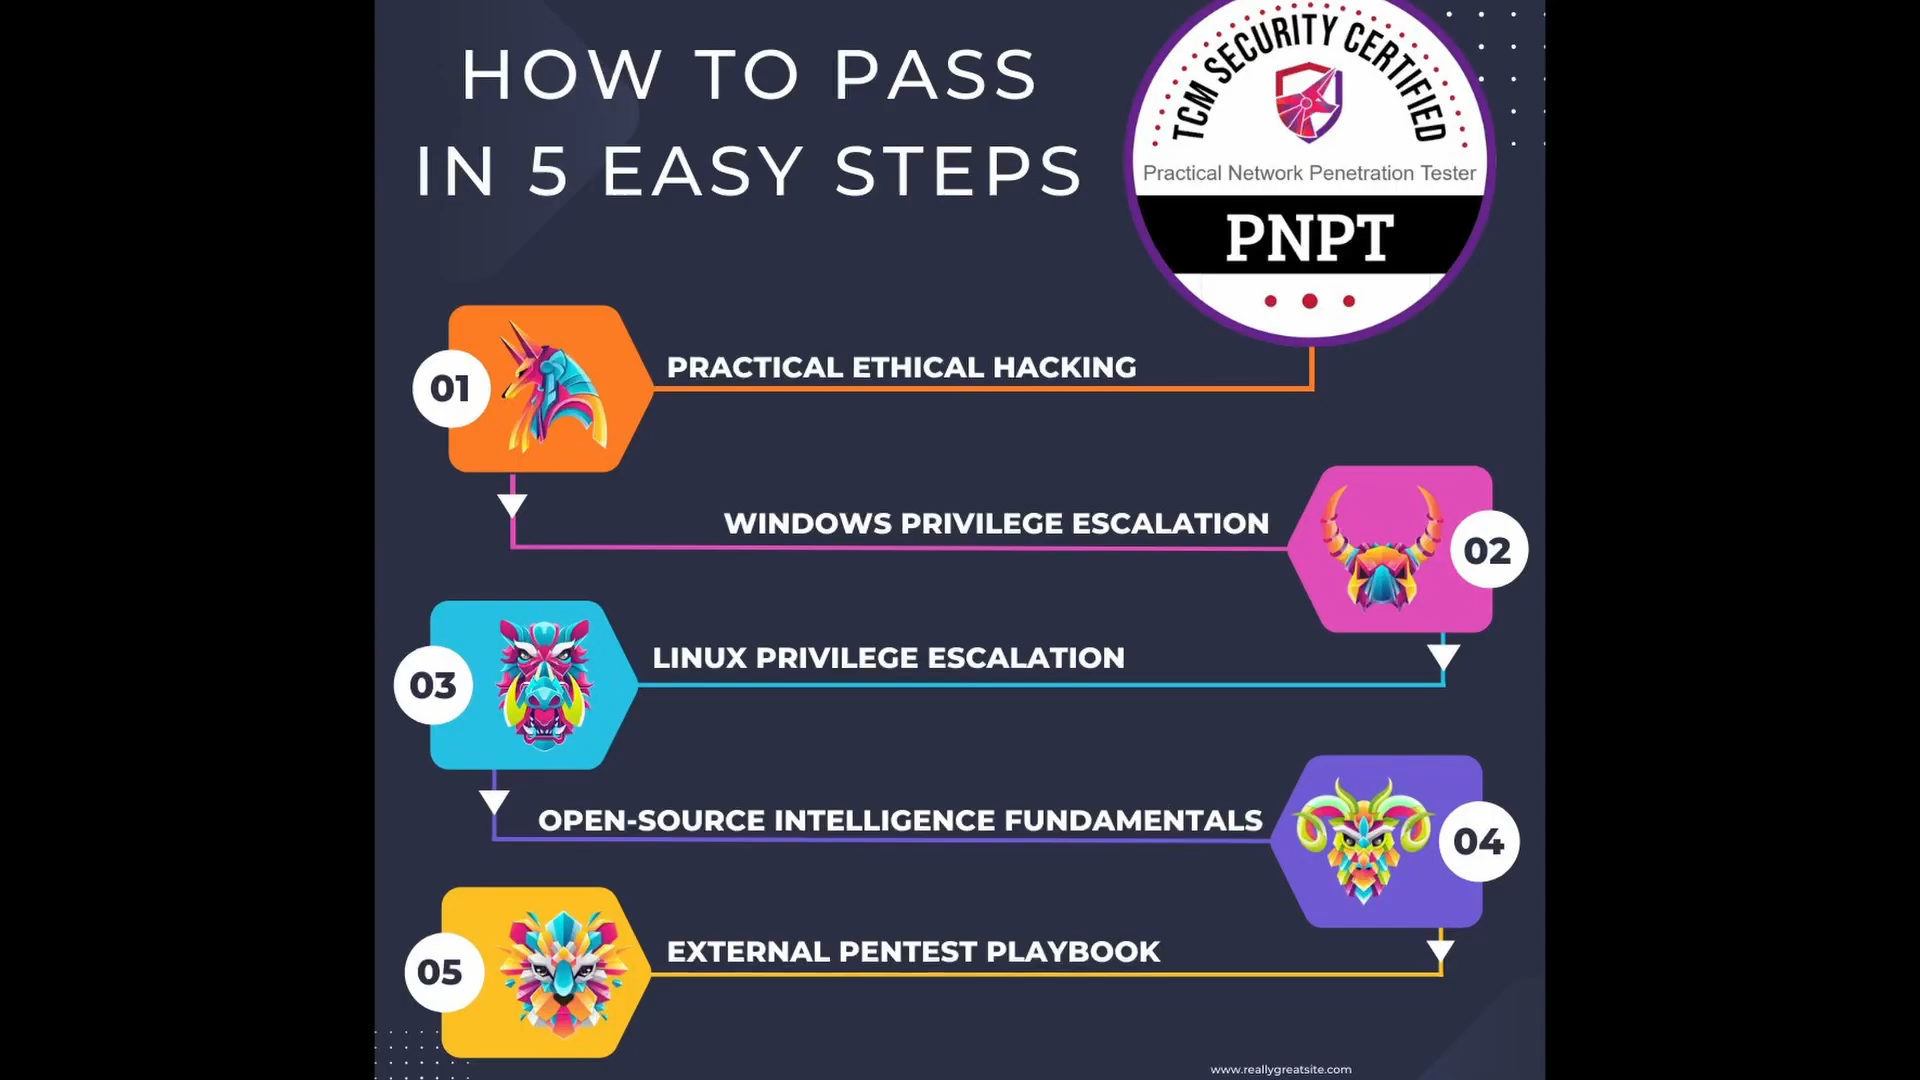 HOW TO PASS
IN 5 EASY STEPS
TCM SECURITY CERTIFIED
Practical Network Penetration Tester
PNPT
01
PRACTICAL ETHICAL HACKING
WINDOWS PRIVILEGE ESCALATION
02
03
LINUX PRIVILEGE ESCALATION
OPEN-SOURCE INTELLIGENCE FUNDAMENTALS
04
05
EXTERNAL PENTEST PLAYBOOK
www.reallygreatsite.com